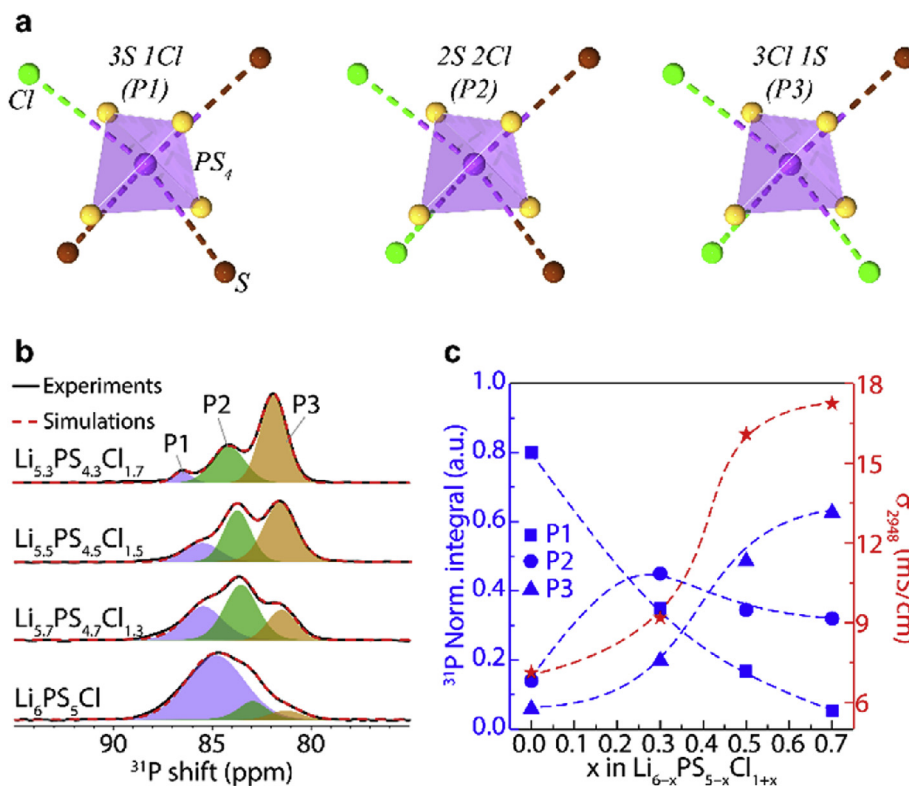 a
3S 1Cl
(P1)
2S 2Cl
(P2)
3Cl 1S
(P3)
Cl
PS₄
S
b
Experiments
Simulations
P1
P2
P3
Li₅.₃PS₄.₃Cl₁.₇
Li₅.₅PS₄.₅Cl₁.₅
Li₅.₇PS₄.₇Cl₁.₃
Li₆PS₅Cl
90
85
80
³¹P shift (ppm)
c
³¹P Norm. integral (a.u.)
1.0
0.8
0.6
0.4
0.2
0.0
P1
P2
P3
18
15
12
9
6
σ₂₉₄₈ (mS/cm)
0.0 0.1 0.2 0.3 0.4 0.5 0.6 0.7
x in Li₆₋ₓPS₅₋ₓCl₁₊ₓ